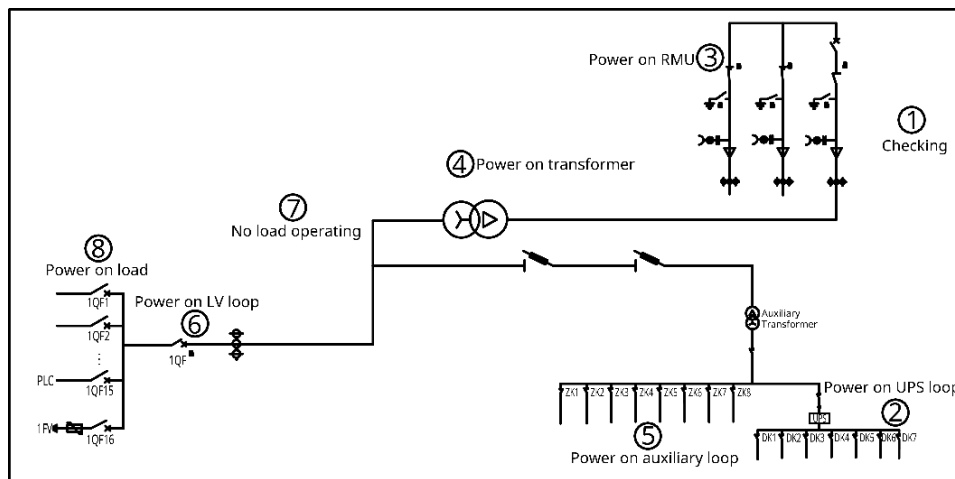 Power on RMU ③
①
Checking
④ Power on transformer
⑦
No load operating
⑧
Power on load
1QF1
Power on LV loop
⑥
1QF2
1QF
PLC
1QF15
1FV
1QF16
Auxiliary
Transformer
ZK1 ZK2 ZK3 ZK4 ZK5 ZK6 ZK7 ZK8
Power on UPS loop
UPS
②
⑤
DK1 DK2 DK3 DK4 DK5 DK6 DK7
Power on auxiliary loop